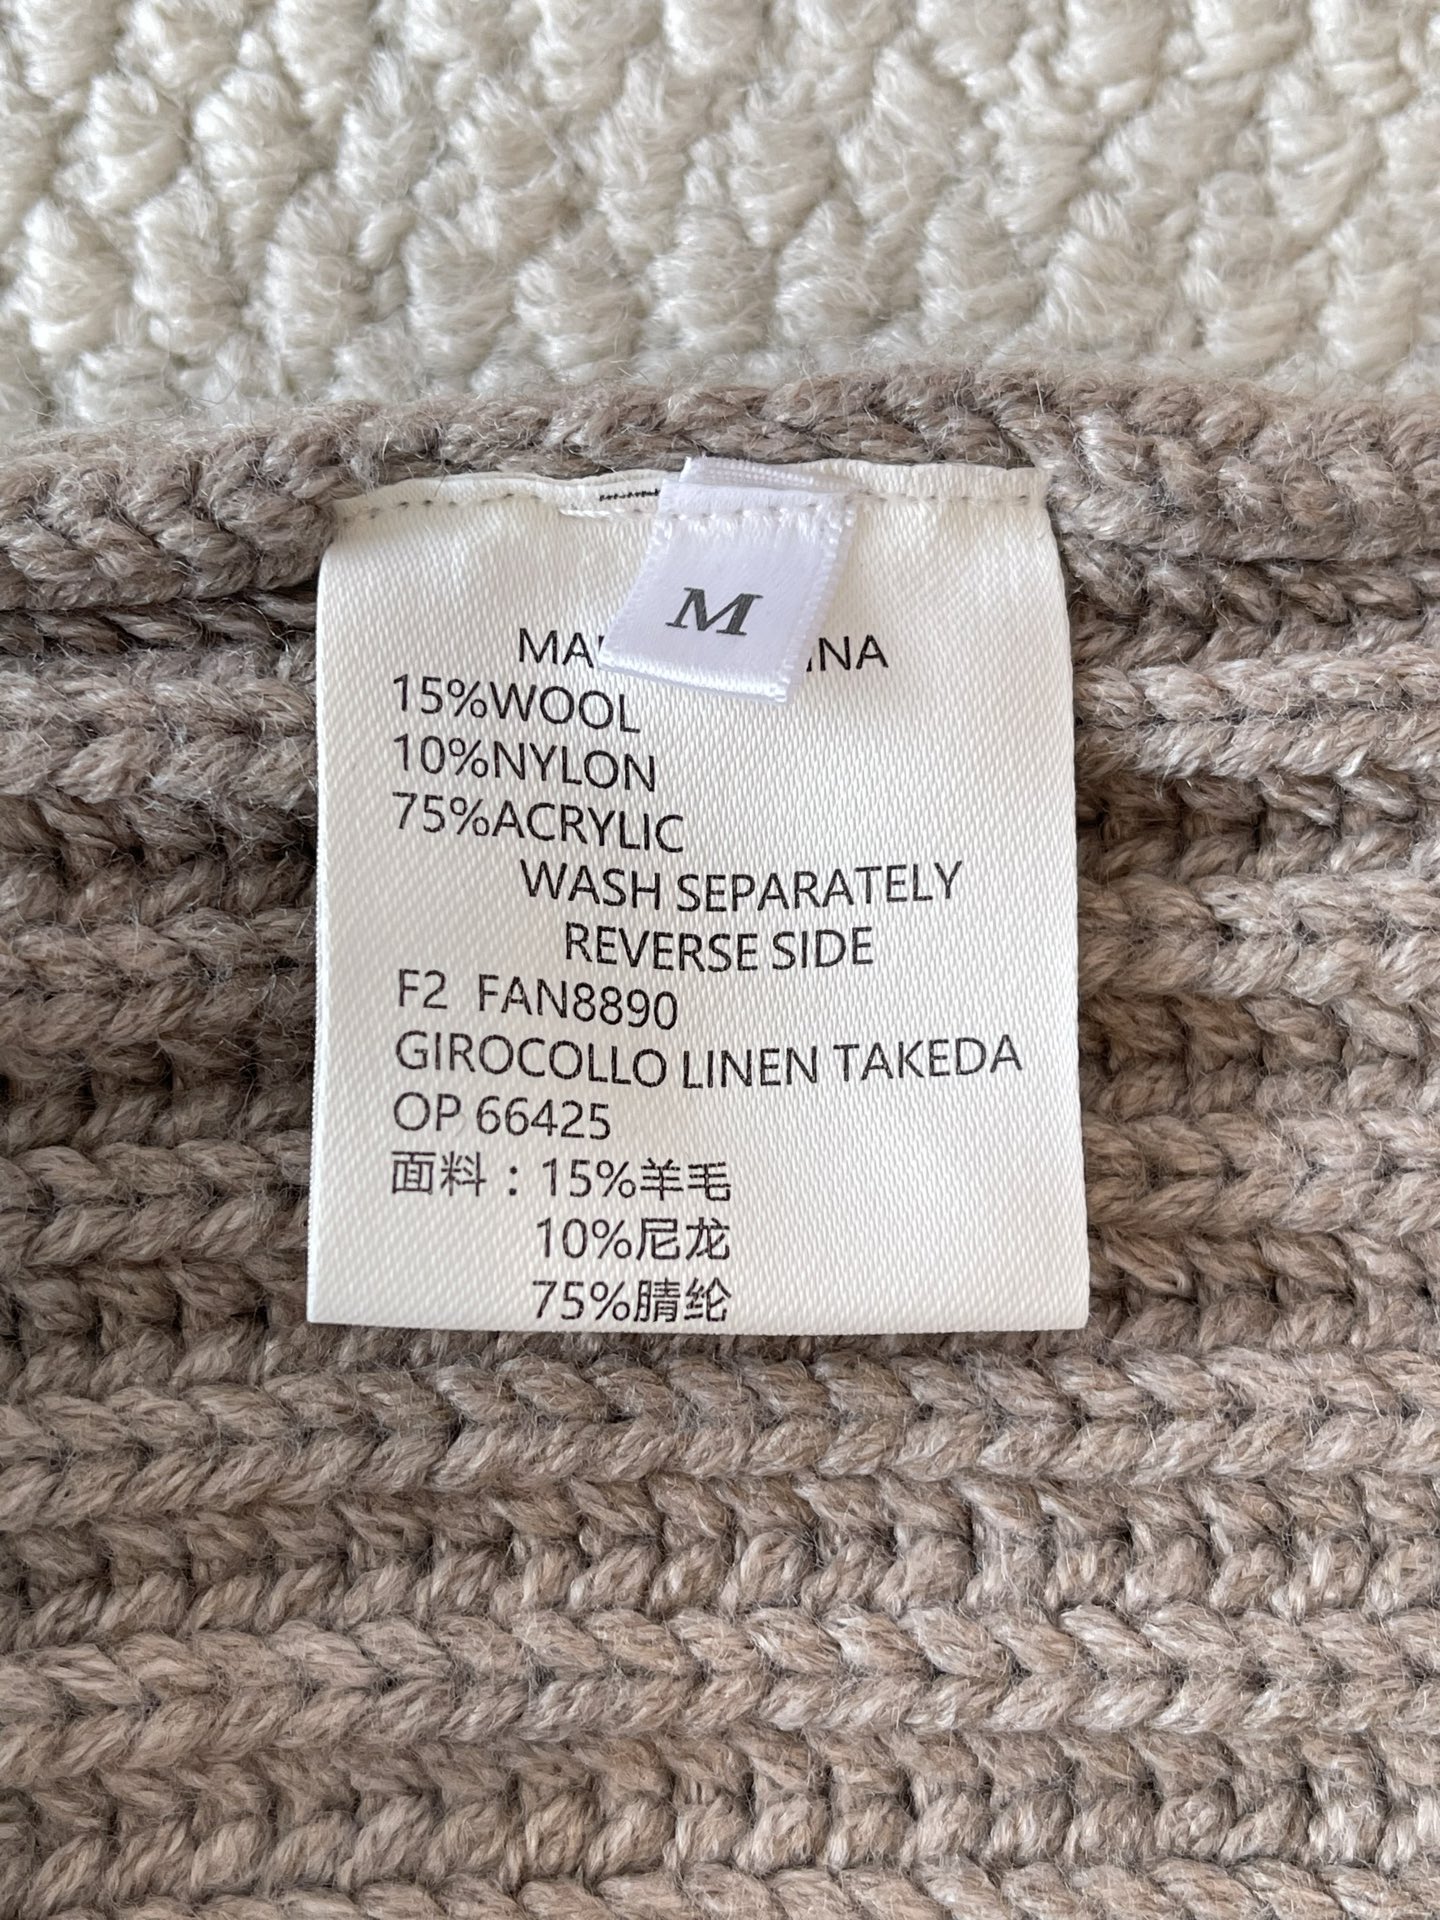 M
15%WOOL
10%NYLON
75%ACRYLIC
WASH SEPARATELY
REVERSE SIDE
F2 FAN8890
GIROCOLLO LINEN TAKEDA
OP 66425
面料：15%羊毛
10%尼龙
75%腈纶